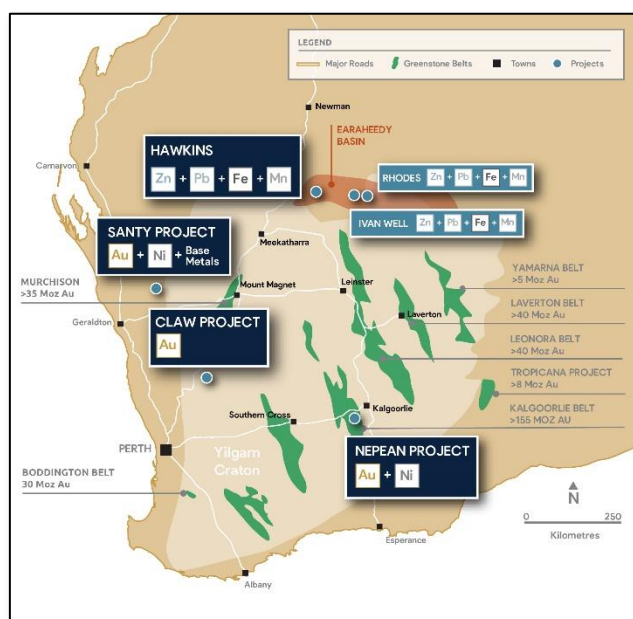 LEGEND
Major Roads
Greenstone Belts
Towns
Projects
Newman
EARAHEEDY
BASIN
HAWKINS
Zn + Pb + Fe + Mn
RHODES Zn + Pb + Fe + Mn
IVAN WELL Zn + Pb + Fe + Mn
Carnarvon
SANTY PROJECT
Au + Ni + Base
Metals
Meekatharra
MURCHISON
>35 Moz Au
Mount Magnet
Leinster
YAMARNA BELT
>5 Moz Au
Geraldton
CLAW PROJECT
Au
Laverton
LAVERTON BELT
>40 Moz Au
LEONORA BELT
>40 Moz Au
TROPICANA PROJECT
>8 Moz Au
Southern Cross
Kalgoorlie
KALGOORLIE BELT
>155 MOZ AU
PERTH
Yilgarn
Craton
NEPEAN PROJECT
Au + Ni
BODDINGTON BELT
30 Moz Au
N
0 250
Kilometres
Esperance
Albany